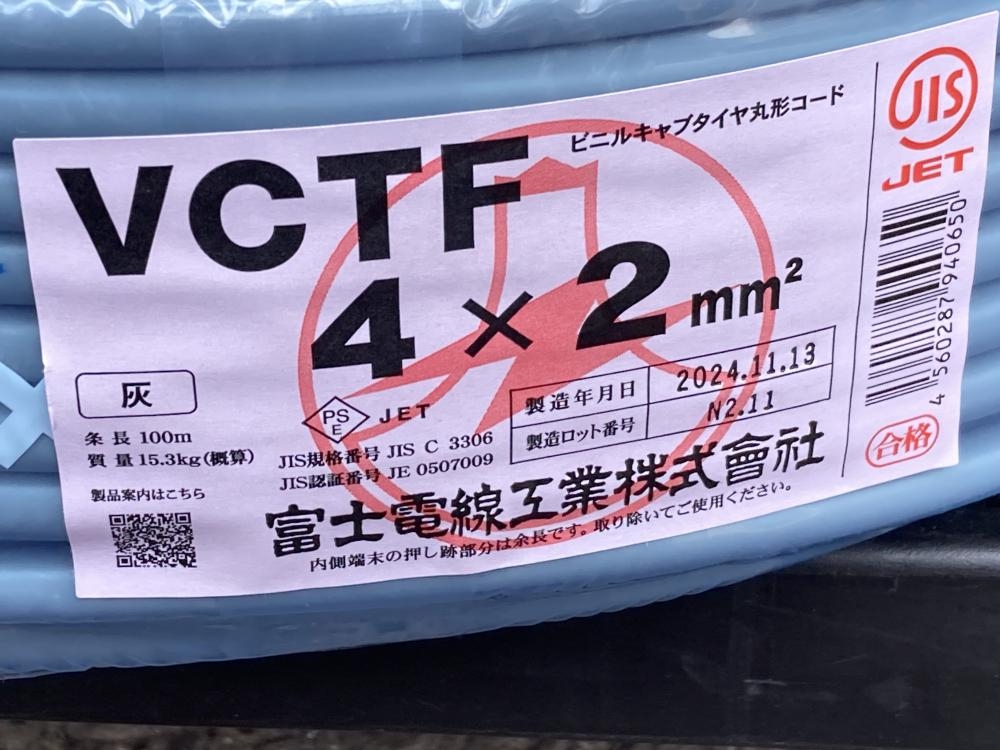 VCTF
ビニルキャブタイヤ丸形コード
4×2mm²
灰
条長 100m
質量 15.3kg(概算)
製品案内はこちら
PS
E
JET
JIS規格番号 JIS C 3306
JIS認証番号 JE 0507009
製造年月日 2024.11.13
製造ロット番号 N2.11
富士電線工業株式會社
内側端末の押し跡部分は余長です。取り除いてご使用ください。
JIS
JET
4 560287 940650
合格